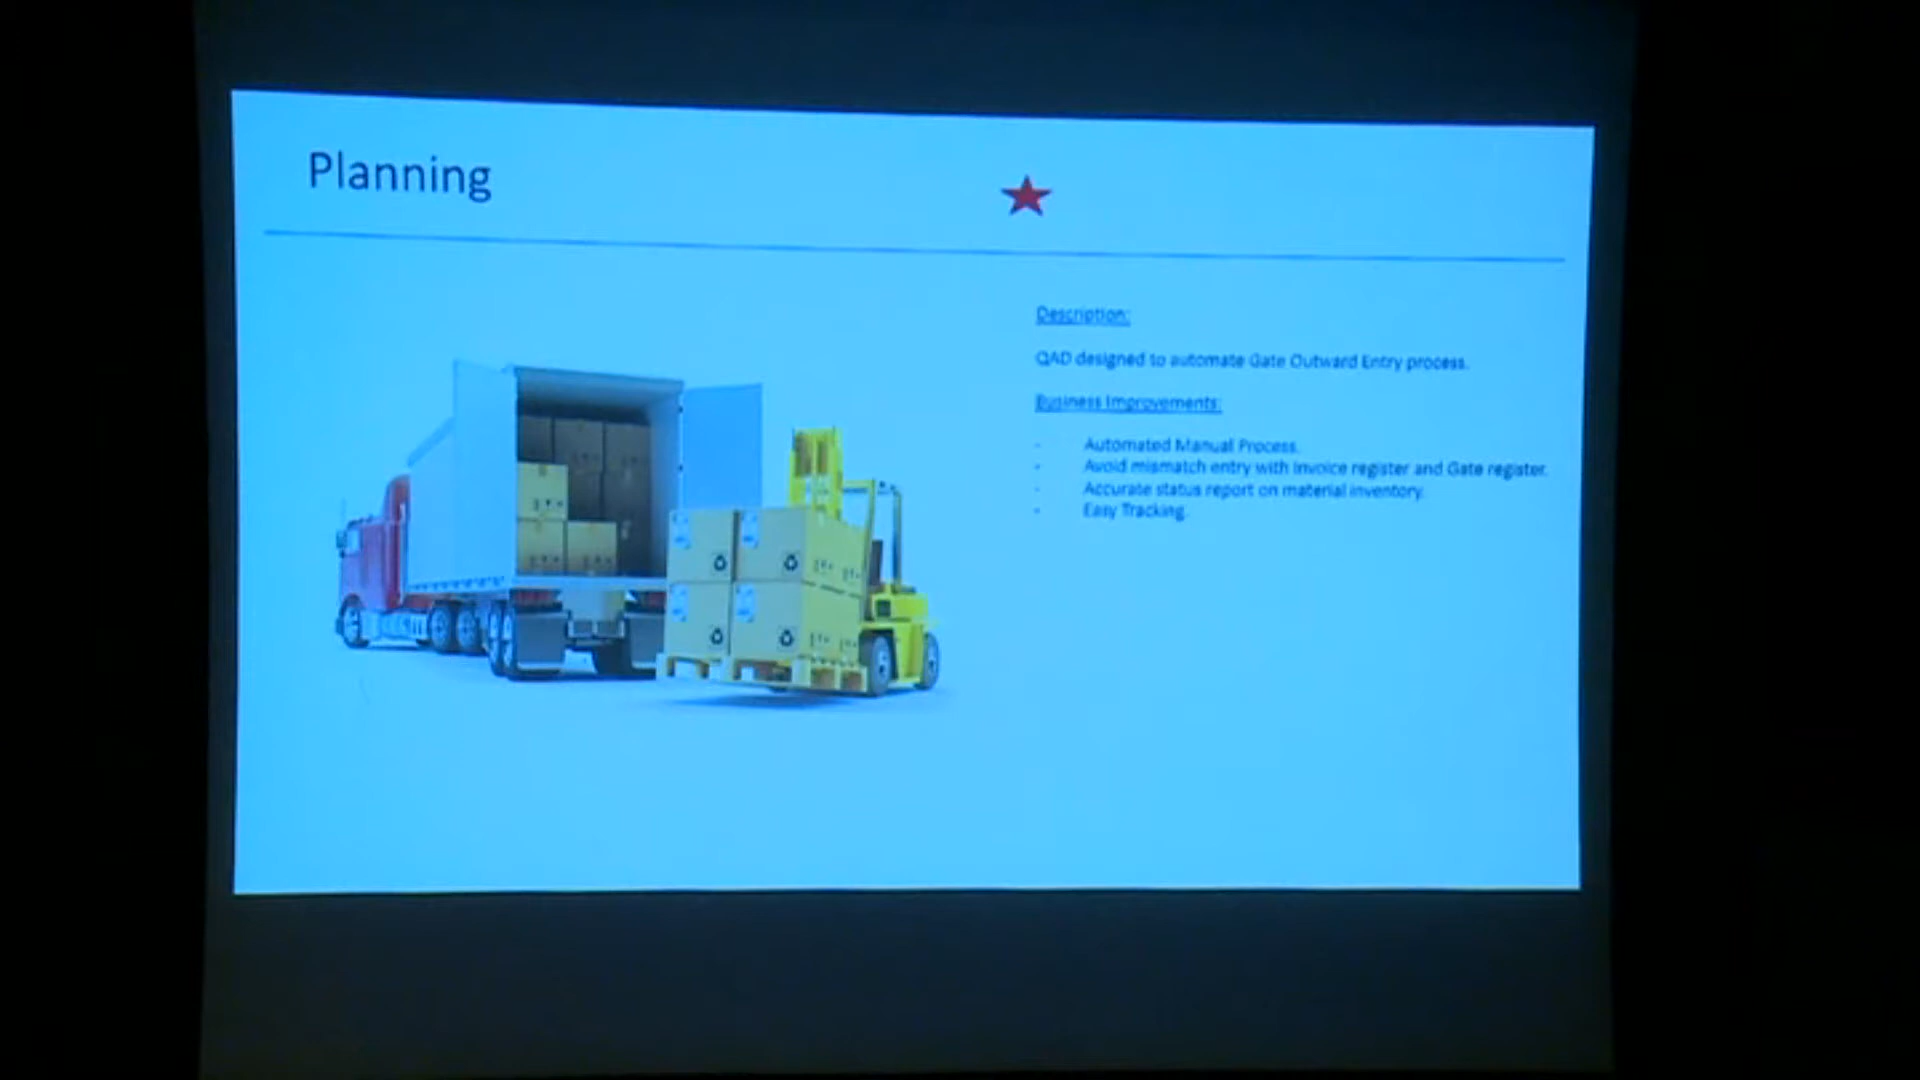 Planning
Description:
QAD designed to automate Gate Outward Entry process.
Business Improvements:
- Automated Manual Process.
- Avoid mismatch entry with Invoice register and Gate register.
- Accurate status report on material inventory.
- Easy Tracking.